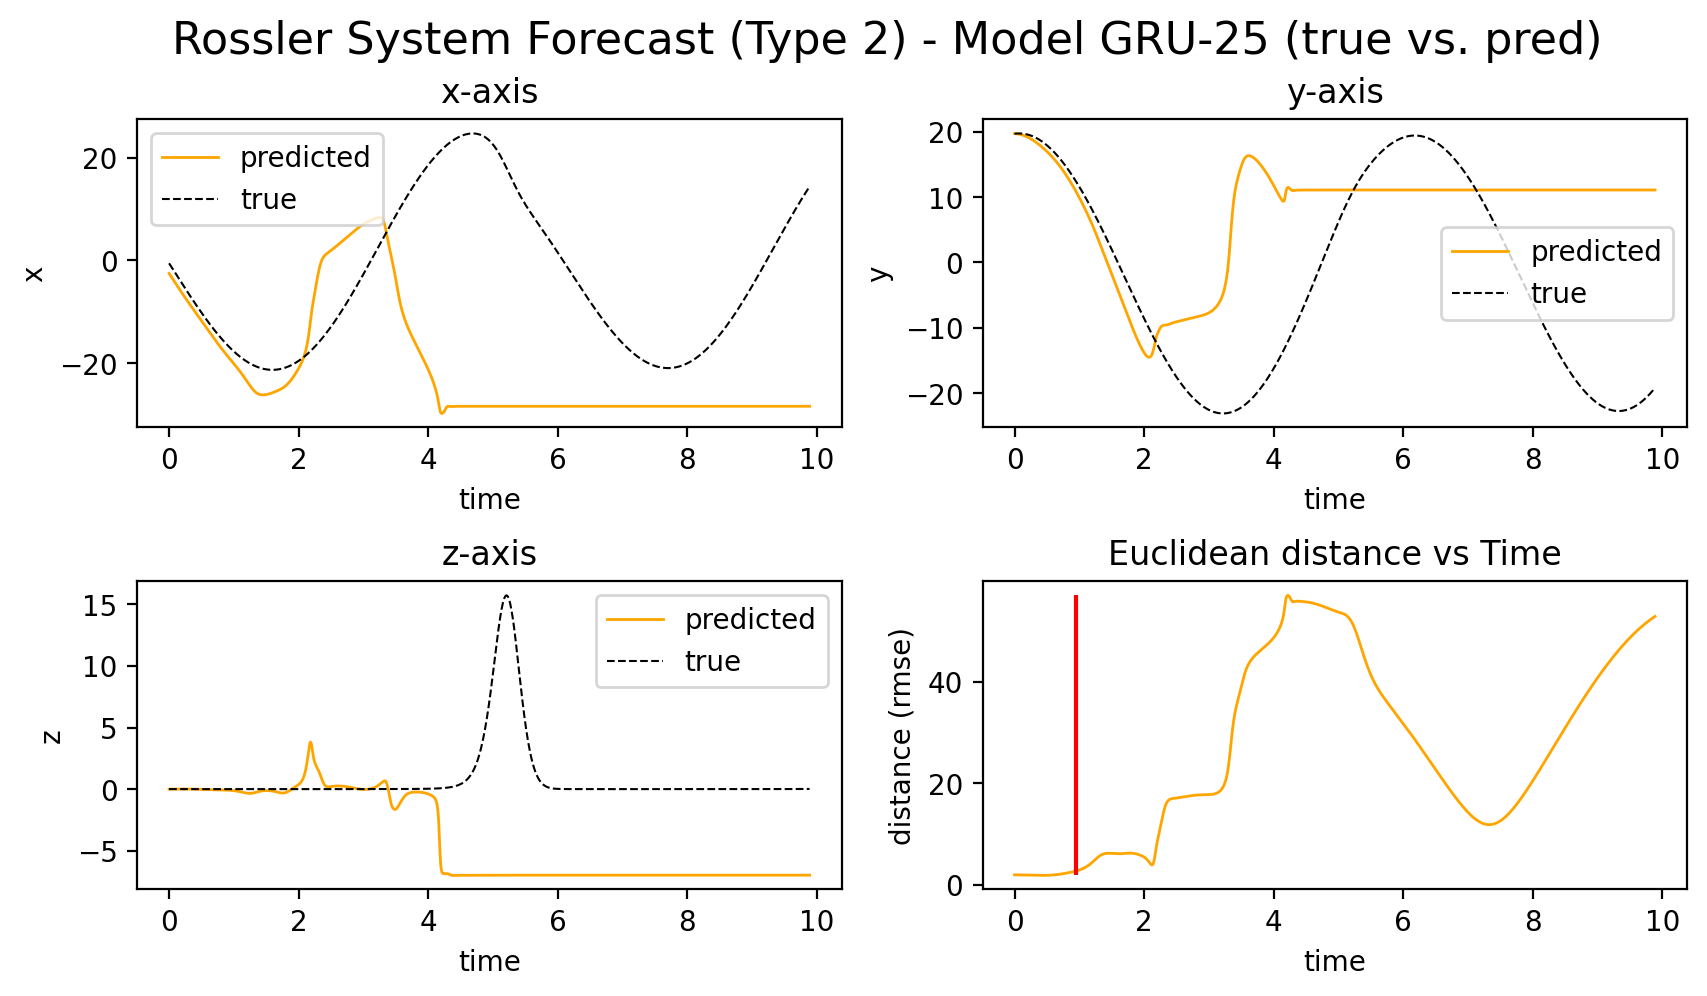 Rossler System Forecast (Type 2) - Model GRU-25 (true vs. pred)
x-axis
x
20
0
−20
predicted
true
0 2 4 6 8 10
time
y-axis
y
20
10
0
−10
−20
predicted
true
0 2 4 6 8 10
time
z-axis
z
15
10
5
0
−5
predicted
true
0 2 4 6 8 10
time
Euclidean distance vs Time
distance (rmse)
40
20
0
0 2 4 6 8 10
time